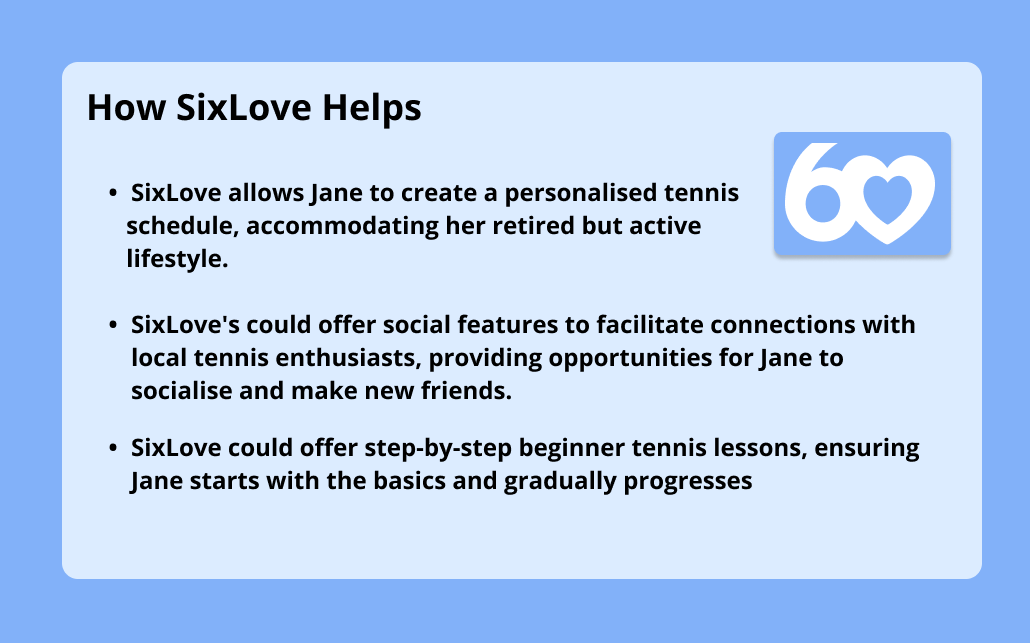 How SixLove Helps
• SixLove allows Jane to create a personalised tennis
schedule, accommodating her retired but active
lifestyle.
6
• SixLove's could offer social features to facilitate connections with
local tennis enthusiasts, providing opportunities for Jane to
socialise and make new friends.
• SixLove could offer step-by-step beginner tennis lessons, ensuring
Jane starts with the basics and gradually progresses